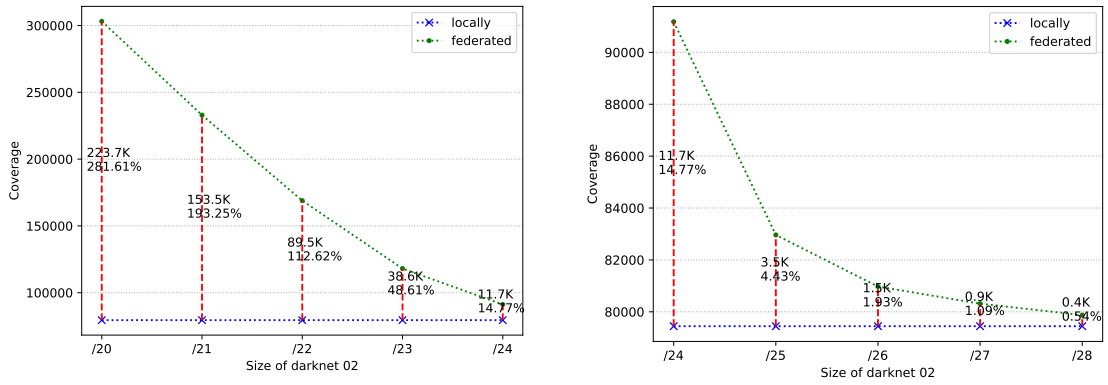 300000
250000
200000
150000
100000
Coverage
locally
federated
223.7K
281.61%
153.5K
193.25%
89.5K
112.62%
38.6K
48.61%
11.7K
14.77%
/20 /21 /22 /23 /24
Size of darknet 02
90000
88000
86000
84000
82000
80000
Coverage
locally
federated
11.7K
14.77%
3.5K
4.43%
1.5K
1.93%
0.9K
1.09%
0.4K
0.54%
/24 /25 /26 /27 /28
Size of darknet 02